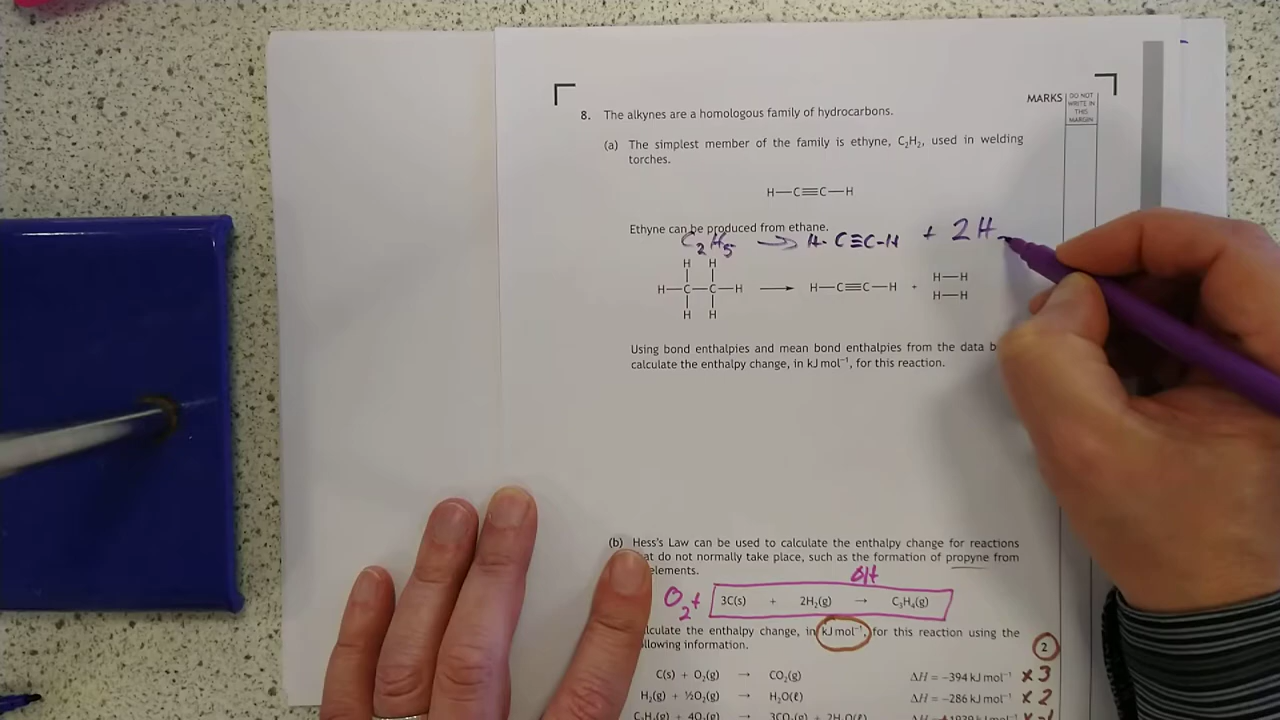 MARKS
DO NOT WRITE IN THIS MARGIN
8. The alkynes are a homologous family of hydrocarbons.
(a) The simplest member of the family is ethyne, C₂H₂, used in welding
torches.
H—C≡C—H
Ethyne can be produced from ethane.
C₂H₅ → H-C≡C-H + 2H
H H
H—C—C—H → H—C≡C—H + H—H
H—H
H H
Using bond enthalpies and mean bond enthalpies from the data
calculate the enthalpy change, in kJ mol⁻¹, for this reaction.
(b) Hess's Law can be used to calculate the enthalpy change for reactions
do not normally take place, such as the formation of propyne from
elements.
ΔH
O₂+ 3C(s) + 2H₂(g) → C₃H₄(g)
the enthalpy change, in kJ mol⁻¹, for this reaction using the
information.
2
C(s) + O₂(g) → CO₂(g) ΔH = −394 kJ mol⁻¹ x3
H₂(g) + ½O₂(g) → H₂O(ℓ) ΔH = −286 kJ mol⁻¹ x2
C₃H₄(g) + 4O₂(g) → 3CO₂(g) + 2H₂O(ℓ)